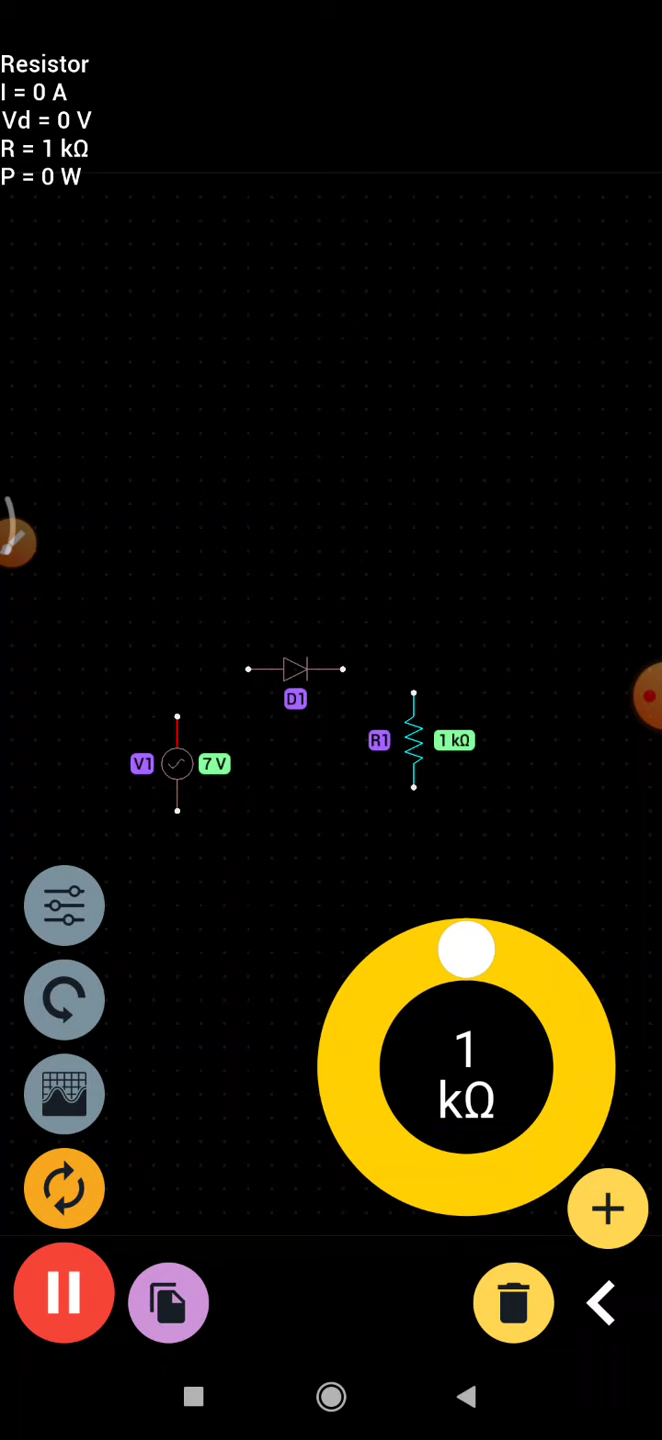 Resistor
I = 0 A
Vd = 0 V
R = 1 kΩ
P = 0 W
D1
R1
1 kΩ
V1
7 V
1
kΩ